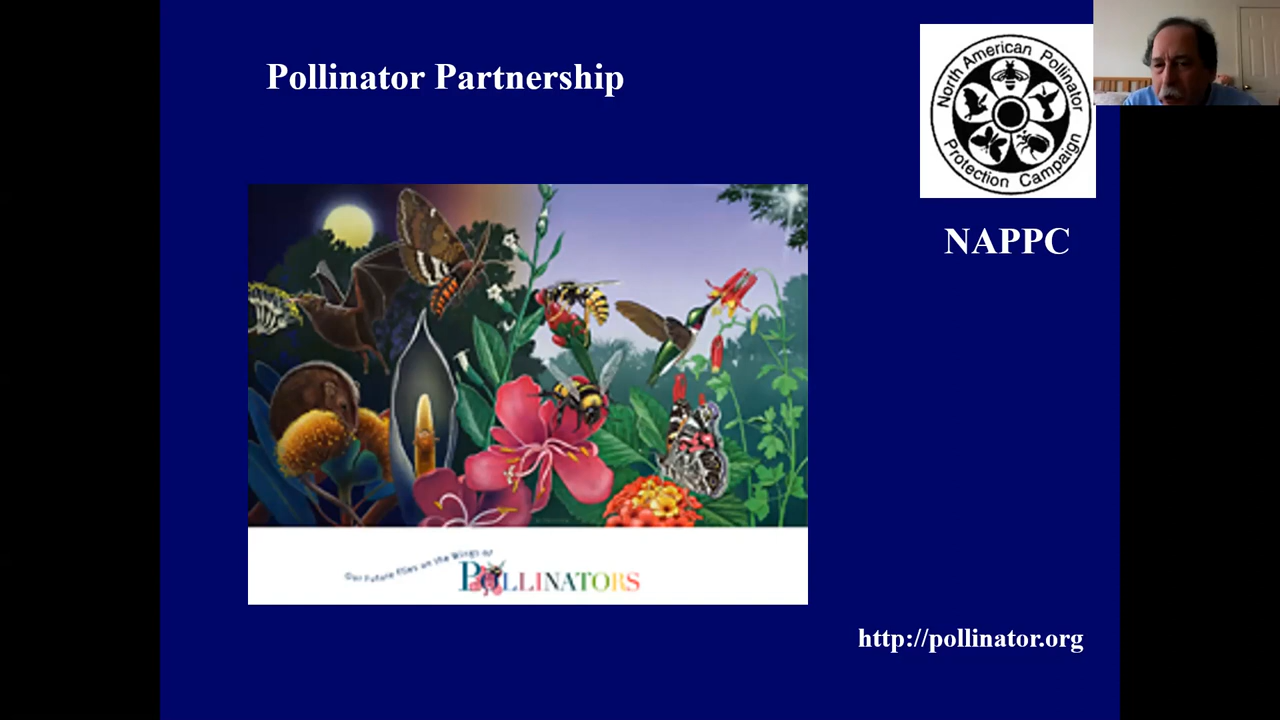 Pollinator Partnership
North American Pollinator
Protection Campaign
NAPPC
Our Future Flies on the Wings of
POLLINATORS
http://pollinator.org